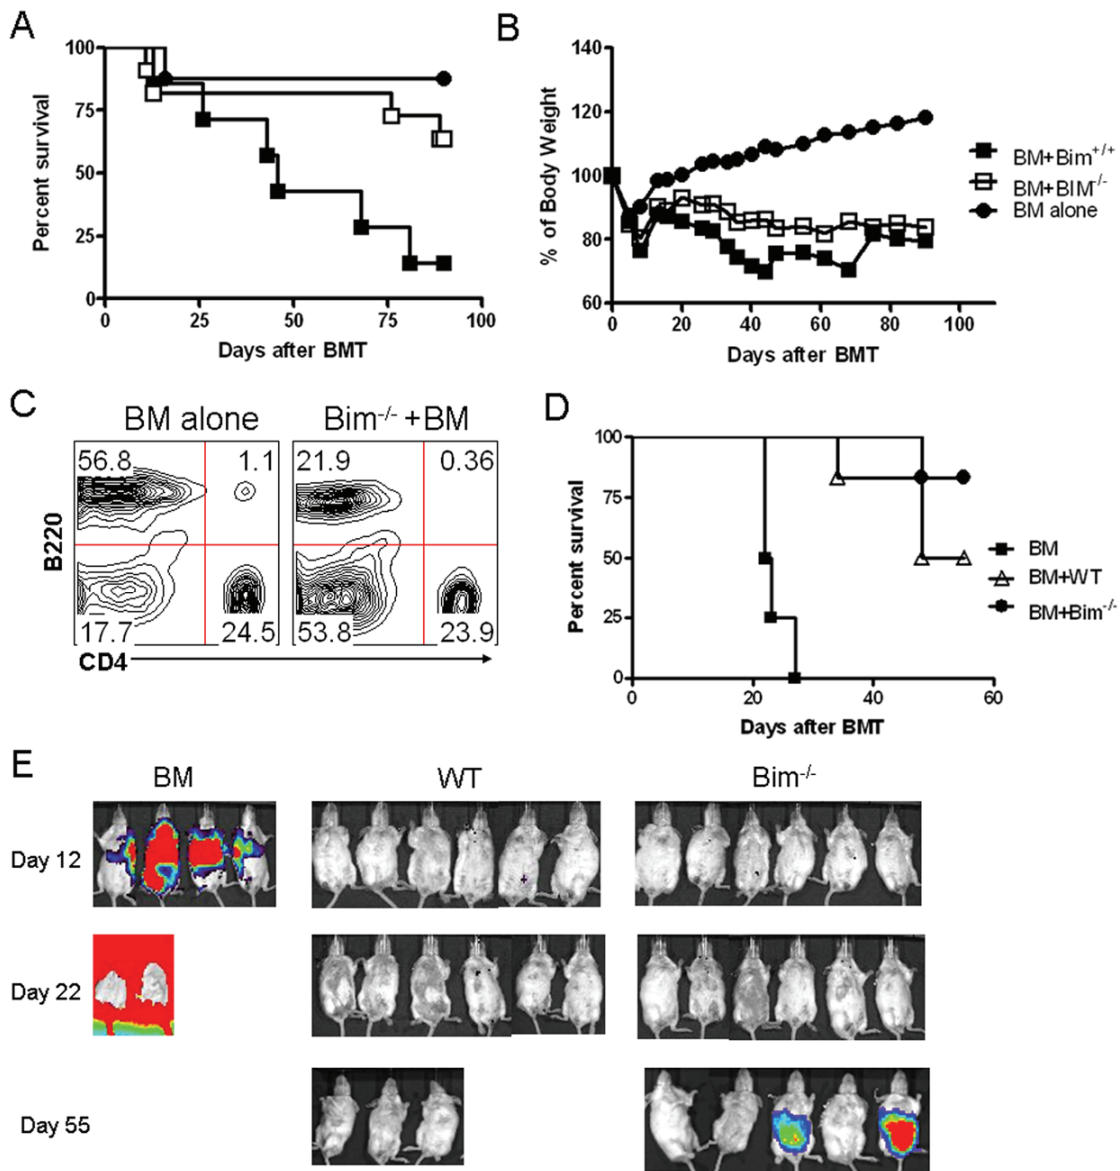 A
100
75
50
25
0
Percent survival
0 25 50 75 100
Days after BMT
B
140
120
100
80
60
% of Body Weight
0 20 40 60 80 100
Days after BMT
BM+Bim+/+
BM+BIM-/-
BM alone
C
BM alone
Bim-/- +BM
56.8 1.1
17.7 24.5
21.9 0.36
53.8 23.9
B220
CD4
D
100
75
50
25
0
Percent survival
0 20 40 60
Days after BMT
BM
BM+WT
BM+Bim-/-
E
BM WT Bim-/-
Day 12
Day 22
Day 55